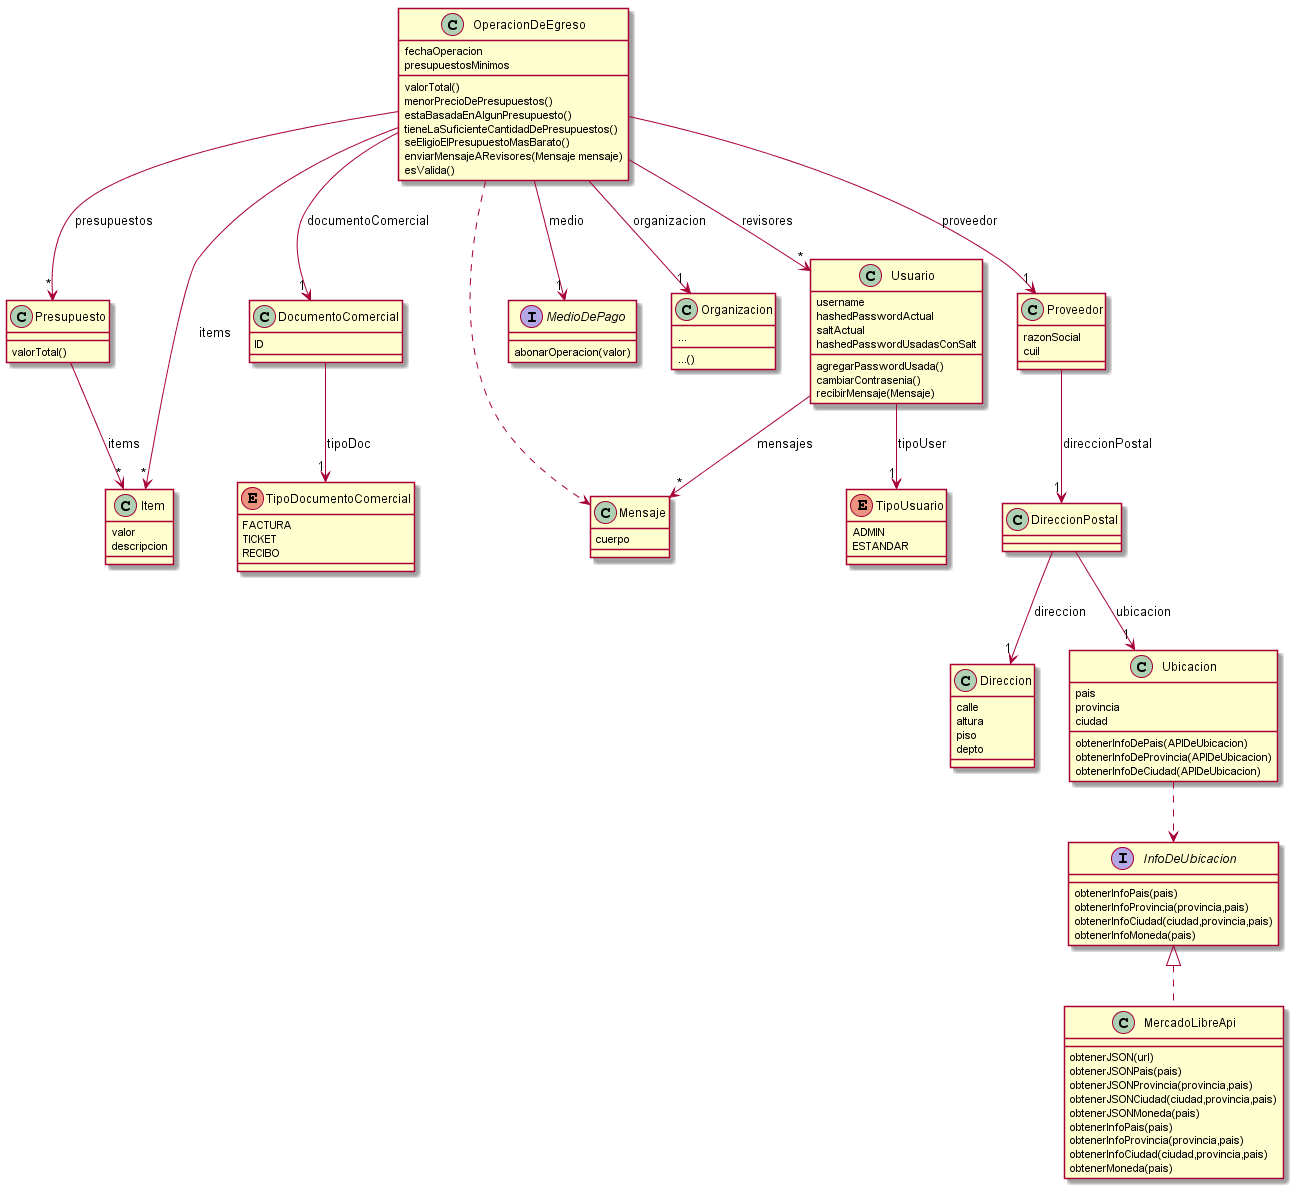 C OperacionDeEgreso
fechaOperacion
presupuestosMinimos
valorTotal()
menorPrecioDePresupuestos()
estaBasadaEnAlgunPresupuesto()
tieneLaSuficienteCantidadDePresupuestos()
seEligioElPresupuestoMasBarato()
enviarMensajeARevisores(Mensaje mensaje)
esValida()
presupuestos
documentoComercial
medio
organizacion
revisores
proveedor
*
1
1
1
*
1
items
C Presupuesto
valorTotal()
C DocumentoComercial
ID
I MedioDePago
abonarOperacion(valor)
C Organizacion
...
...()
C Usuario
username
hashedPasswordActual
saltActual
hashedPasswordUsadasConSalt
agregarPasswordUsada()
cambiarContrasenia()
recibirMensaje(Mensaje)
C Proveedor
razonSocial
cuil
items
tipoDoc
mensajes
tipoUser
direccionPostal
*
*
1
*
1
1
C Item
valor
descripcion
E TipoDocumentoComercial
FACTURA
TICKET
RECIBO
C Mensaje
cuerpo
E TipoUsuario
ADMIN
ESTANDAR
C DireccionPostal
direccion
ubicacion
1
1
C Direccion
calle
altura
piso
depto
C Ubicacion
pais
provincia
ciudad
obtenerInfoDePais(APIDeUbicacion)
obtenerInfoDeProvincia(APIDeUbicacion)
obtenerInfoDeCiudad(APIDeUbicacion)
I InfoDeUbicacion
obtenerInfoPais(pais)
obtenerInfoProvincia(provincia,pais)
obtenerInfoCiudad(ciudad,provincia,pais)
obtenerInfoMoneda(pais)
C MercadoLibreApi
obtenerJSON(url)
obtenerJSONPais(pais)
obtenerJSONProvincia(provincia,pais)
obtenerJSONCiudad(ciudad,provincia,pais)
obtenerJSONMoneda(pais)
obtenerInfoPais(pais)
obtenerInfoProvincia(provincia,pais)
obtenerInfoCiudad(ciudad,provincia,pais)
obtenerMoneda(pais)